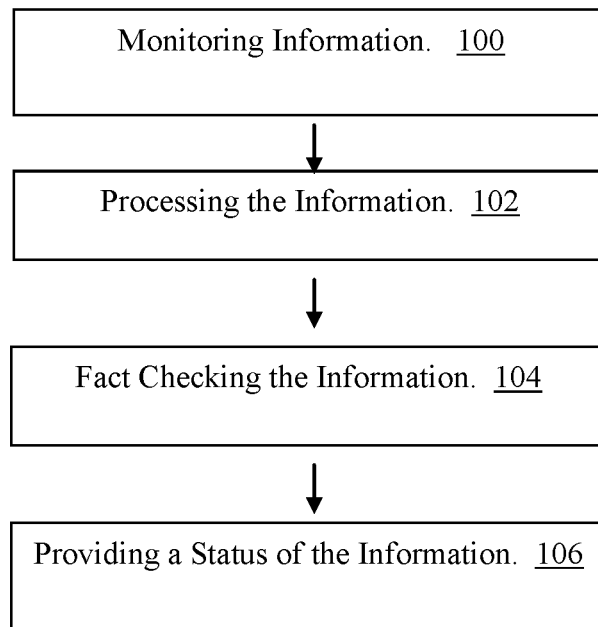 Monitoring Information. 100
Processing the Information. 102
Fact Checking the Information. 104
Providing a Status of the Information. 106